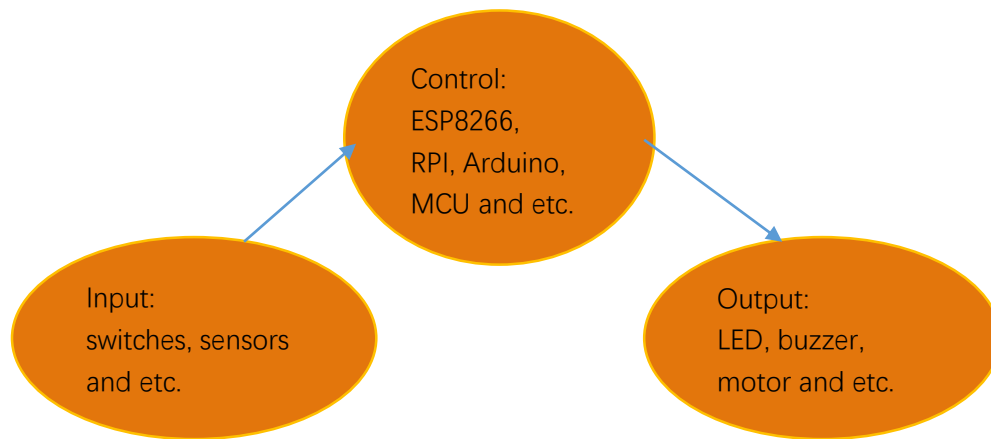 Control:
ESP8266,
RPI, Arduino,
MCU and etc.
Input:
switches, sensors
and etc.
Output:
LED, buzzer,
motor and etc.